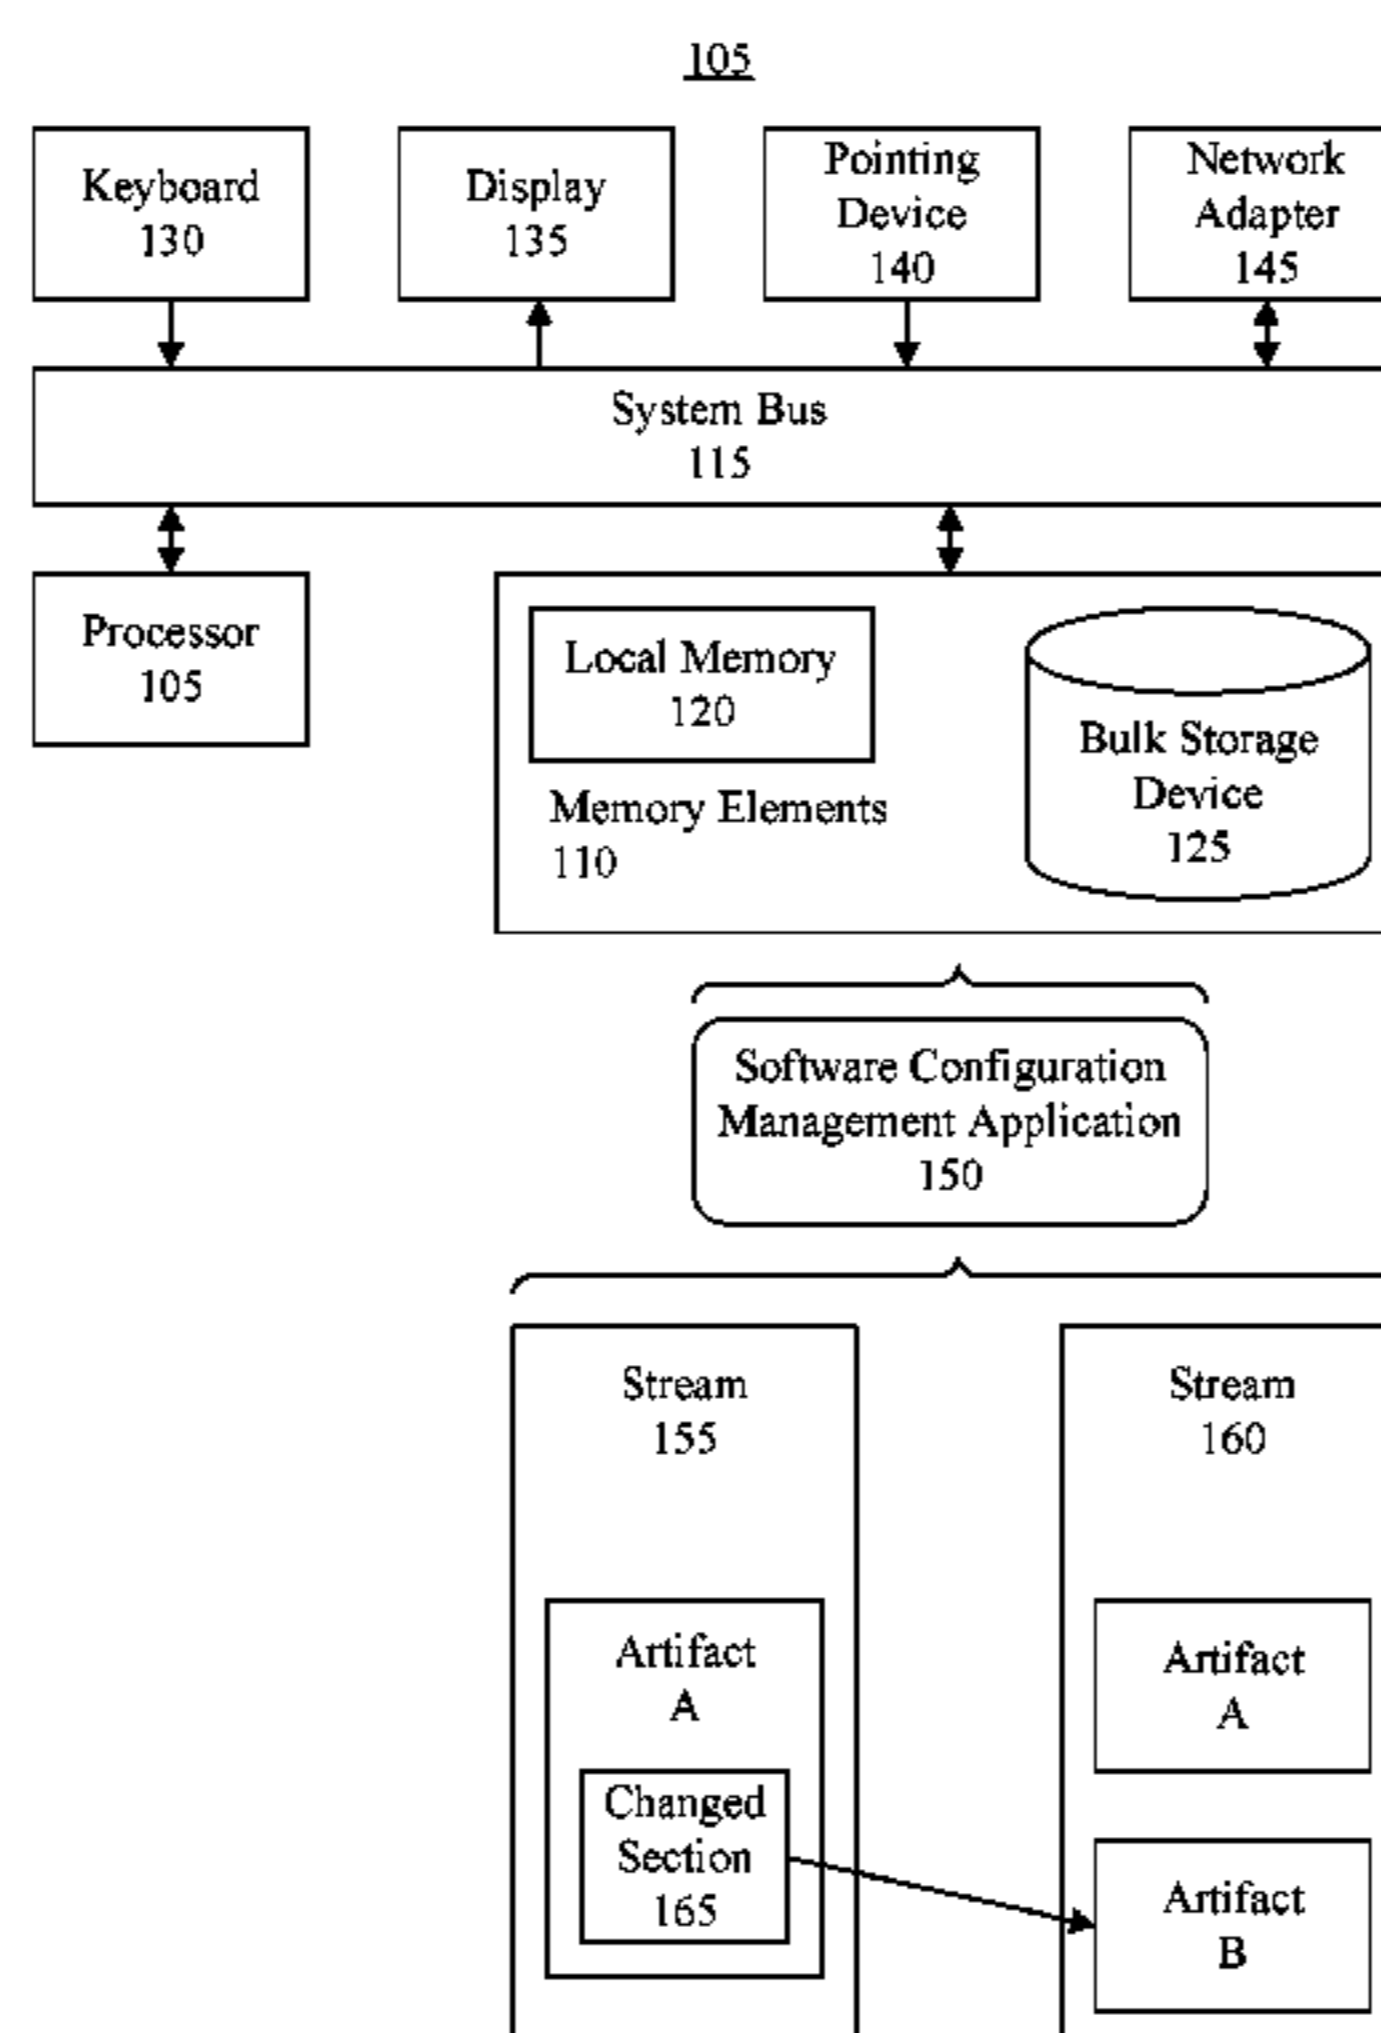 105
Keyboard
130
Display
135
Pointing
Device
140
Network
Adapter
145
System Bus
115
Processor
105
Local Memory
120
Memory Elements
110
Bulk Storage
Device
125
Software Configuration
Management Application
150
Stream
155
Artifact
A
Changed
Section
165
Stream
160
Artifact
A
Artifact
B